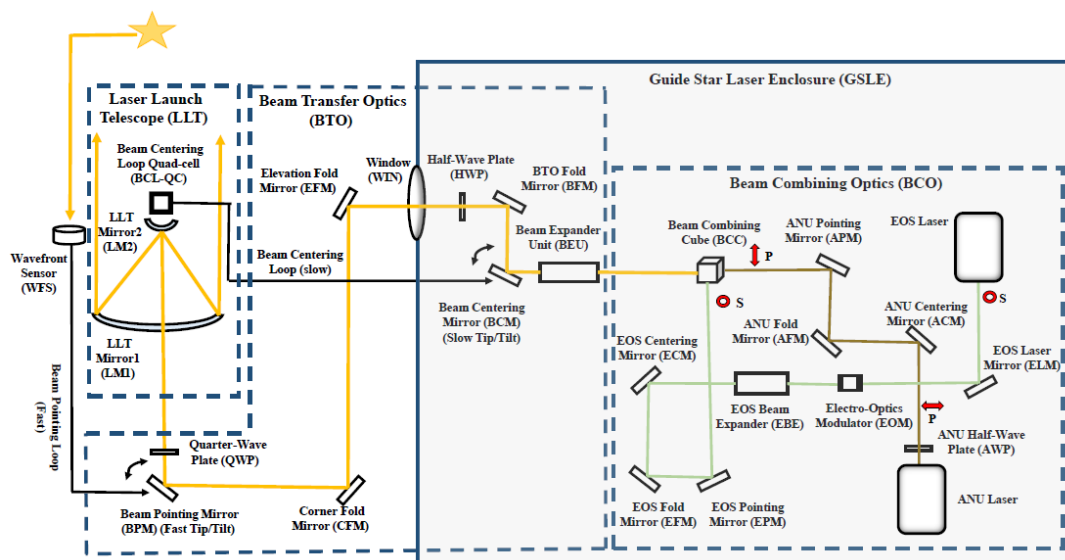 Guide Star Laser Enclosure (GSLE)
Laser Launch
Telescope (LLT)
Beam Transfer Optics
(BTO)
Beam Centering
Loop Quad-cell
(BCL-QC)
LLT
Mirror2
(LM2)
Wavefront
Sensor
(WFS)
LLT
Mirror1
(LM1)
Beam Pointing Loop
(Fast)
Elevation Fold
Mirror (EFM)
Window
(WIN)
Half-Wave Plate
(HWP)
BTO Fold
Mirror (BFM)
Beam Expander
Unit (BEU)
Beam Centering
Loop (slow)
Beam Centering
Mirror (BCM)
(Slow Tip/Tilt)
Quarter-Wave
Plate (QWP)
Beam Pointing Mirror
(BPM) (Fast Tip/Tilt)
Corner Fold
Mirror (CFM)
Beam Combining Optics (BCO)
Beam Combining
Cube (BCC)
P
S
ANU Pointing
Mirror (APM)
EOS Laser
S
ANU Fold
Mirror (AFM)
ANU Centering
Mirror (ACM)
EOS Laser
Mirror (ELM)
EOS Centering
Mirror (ECM)
EOS Beam
Expander (EBE)
Electro-Optics
Modulator (EOM)
P
ANU Half-Wave
Plate (AWP)
ANU Laser
EOS Fold
Mirror (EFM)
EOS Pointing
Mirror (EPM)